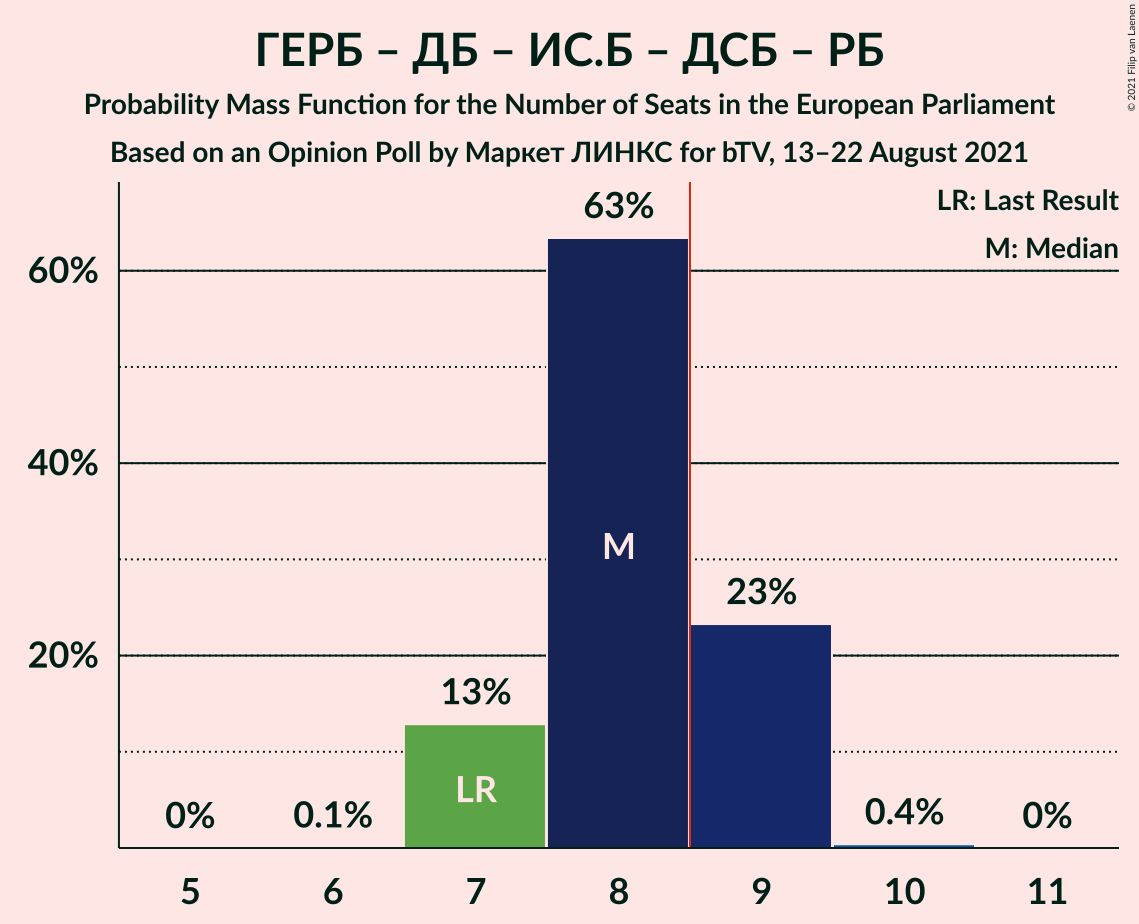 ГЕРБ – ДБ – ИС.Б – ДСБ – РБ
Probability Mass Function for the Number of Seats in the European Parliament
Based on an Opinion Poll by Маркет ЛИНКС for bTV, 13–22 August 2021
© 2021 Filip van Laenen
LR: Last Result
M: Median
63%
60%
40%
M
23%
20%
13%
LR
0%
0.1%
0.4%
0%
5
6
7
8
9
10
11